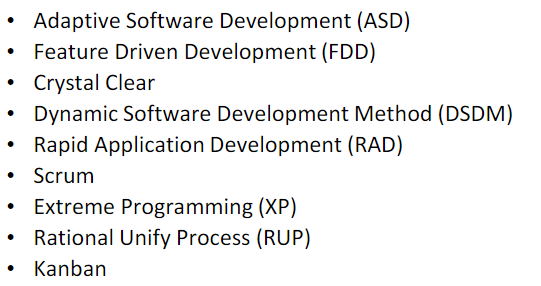 • Adaptive Software Development (ASD)
• Feature Driven Development (FDD)
• Crystal Clear
• Dynamic Software Development Method (DSDM)
• Rapid Application Development (RAD)
• Scrum
• Extreme Programming (XP)
• Rational Unify Process (RUP)
• Kanban